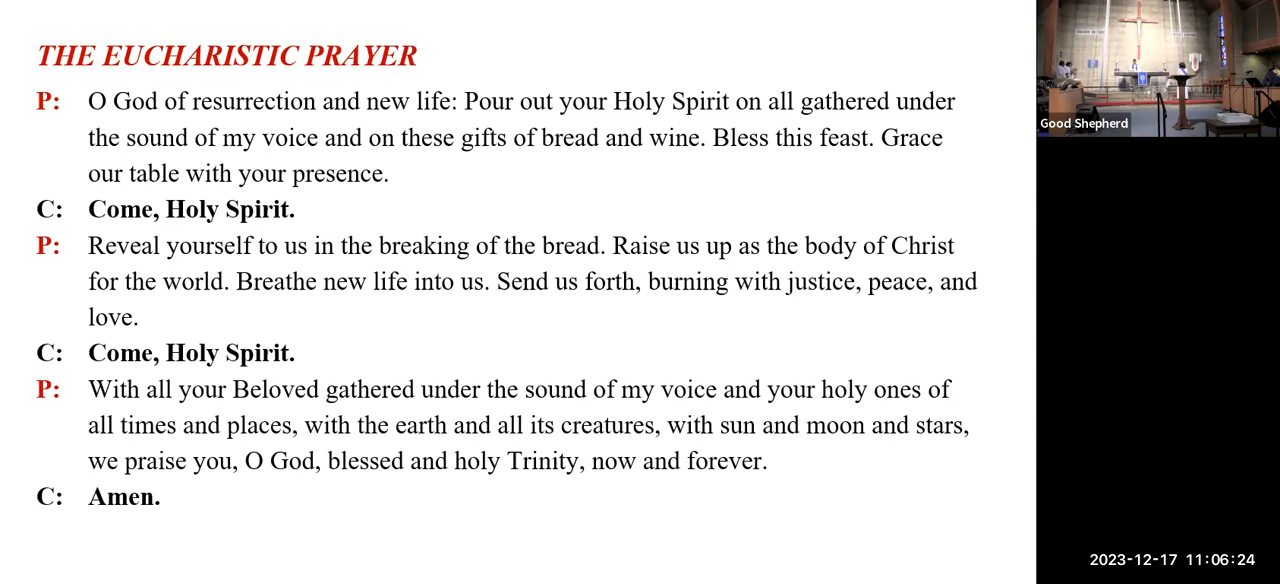 THE EUCHARISTIC PRAYER
P: O God of resurrection and new life: Pour out your Holy Spirit on all gathered under
the sound of my voice and on these gifts of bread and wine. Bless this feast. Grace
our table with your presence.
C: Come, Holy Spirit.
P: Reveal yourself to us in the breaking of the bread. Raise us up as the body of Christ
for the world. Breathe new life into us. Send us forth, burning with justice, peace, and
love.
C: Come, Holy Spirit.
P: With all your Beloved gathered under the sound of my voice and your holy ones of
all times and places, with the earth and all its creatures, with sun and moon and stars,
we praise you, O God, blessed and holy Trinity, now and forever.
C: Amen.
Good Shepherd
2023-12-17 11:06:24